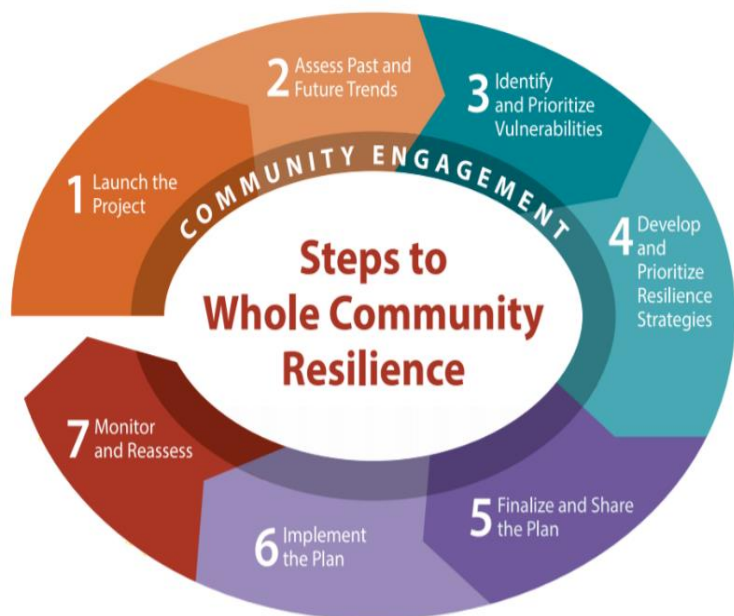 Steps to
Whole Community
Resilience
COMMUNITY ENGAGEMENT
1 Launch the
Project
2 Assess Past and
Future Trends
3 Identify
and Prioritize
Vulnerabilities
4 Develop
and
Prioritize
Resilience
Strategies
5 Finalize and Share
the Plan
6 Implement
the Plan
7 Monitor
and Reassess